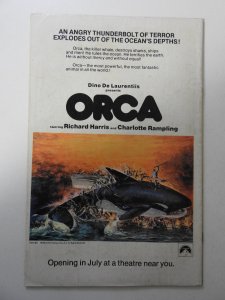 AN ANGRY THUNDERBOLT OF TERROR
EXPLODES OUT OF THE OCEAN'S DEPTHS!
Orca, the killer whale, destroys sharks, ships
and men! He rules the ocean. He terrifies the earth.
He is without mercy and without equal!
Orca—the most powerful, the most fantastic
animal in all the world!
Dino De Laurentiis
presents
ORCA
starring Richard Harris and Charlotte Rampling
Opening in July at a theatre near you.